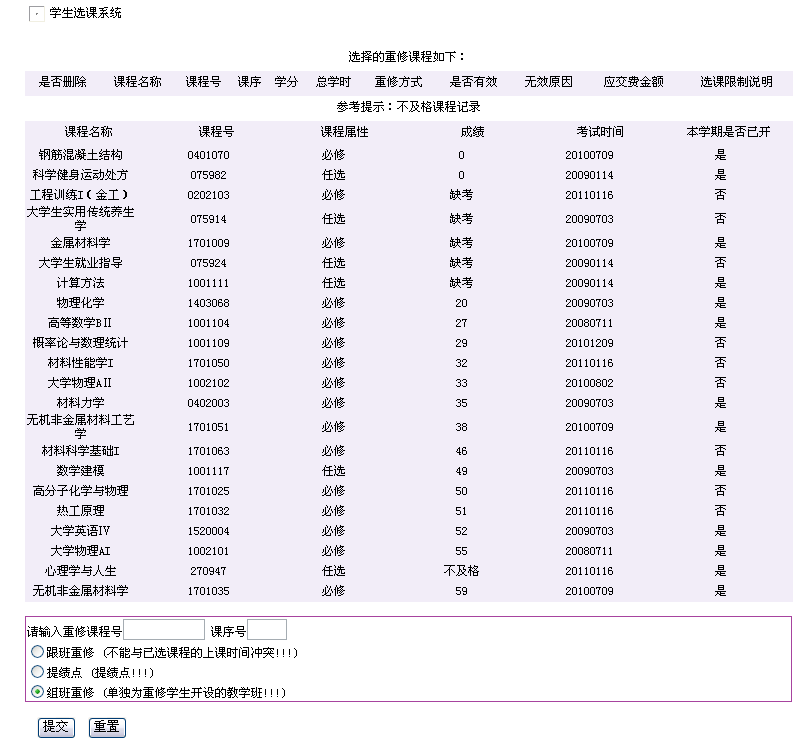 学生选课系统
选择的重修课程如下：
是否删除 课程名称 课程号 课序 学分 总学时 重修方式 是否有效 无效原因 应交费金额 选课限制说明
参考提示：不及格课程记录
课程名称 课程号 课程属性 成绩 考试时间 本学期是否已开
钢筋混凝土结构 0401070 必修 0 20100709 是
科学健身运动处方 075982 任选 0 20090114 是
工程训练I(金工) 0202103 必修 缺考 20110116 否
大学生实用传统养生
学 075914 任选 缺考 20090703 否
金属材料学 1701009 必修 缺考 20100709 是
大学生就业指导 075924 任选 缺考 20090114 否
计算方法 1001111 任选 缺考 20090114 是
物理化学 1403068 必修 20 20090703 是
高等数学BⅡ 1001104 必修 27 20080711 是
概率论与数理统计 1001109 必修 29 20101209 否
材料性能学I 1701050 必修 32 20110116 否
大学物理AⅡ 1002102 必修 33 20100802 否
材料力学 0402003 必修 35 20090703 是
无机非金属材料工艺
学 1701051 必修 38 20100709 是
材料科学基础I 1701063 必修 46 20110116 否
数学建模 1001117 任选 49 20090703 是
高分子化学与物理 1701025 必修 50 20110116 否
热工原理 1701032 必修 51 20110116 否
大学英语IV 1520004 必修 52 20090703 是
大学物理AI 1002101 必修 55 20080711 是
心理学与人生 270947 任选 不及格 20110116 是
无机非金属材料学 1701035 必修 59 20100709 是
请输入重修课程号 课序号
跟班重修 (不能与已选课程的上课时间冲突!!!)
提绩点 (提绩点!!!)
组班重修 (单独为重修学生开设的教学班!!!)
提交 重置